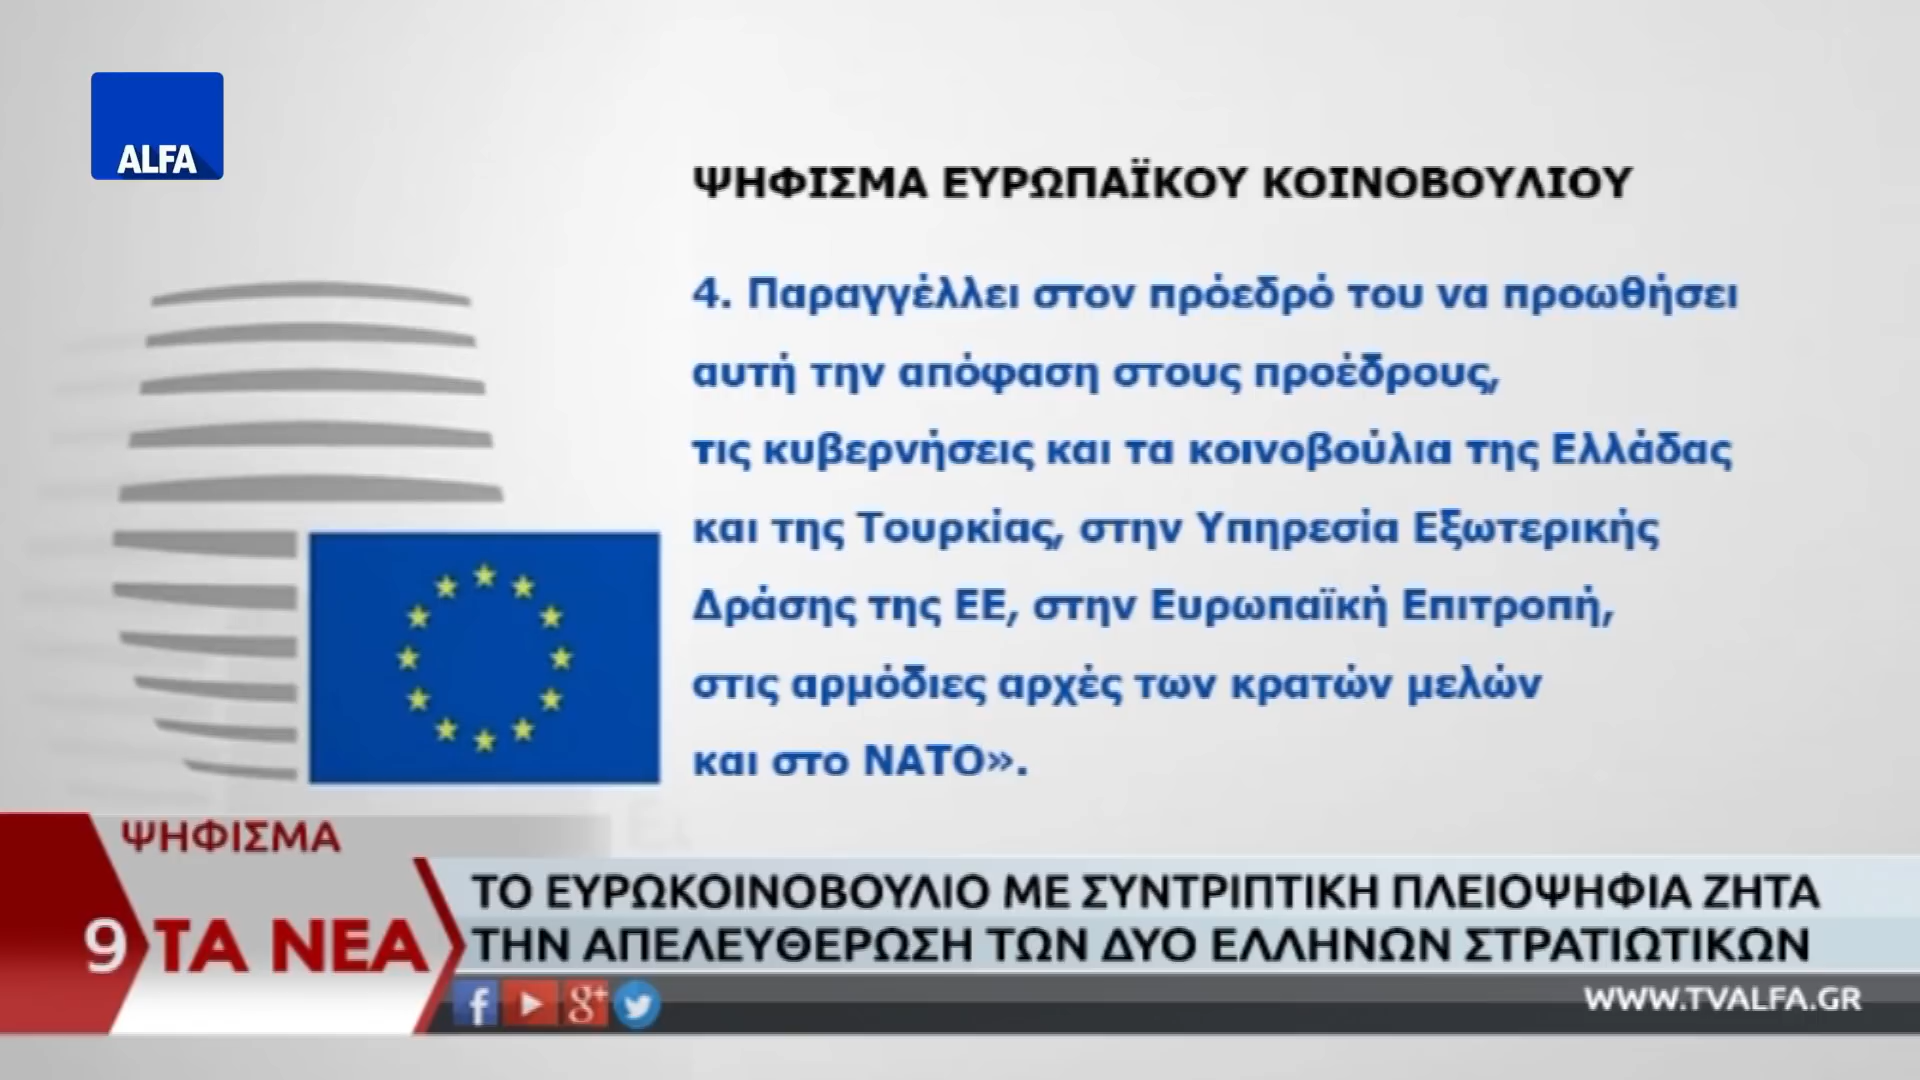 ALFA
ΨΗΦΙΣΜΑ ΕΥΡΩΠΑΪΚΟΥ ΚΟΙΝΟΒΟΥΛΙΟΥ
4. Παραγγέλλει στον πρόεδρό του να προωθήσει
αυτή την απόφαση στους προέδρους,
τις κυβερνήσεις και τα κοινοβούλια της Ελλάδας
και της Τουρκίας, στην Υπηρεσία Εξωτερικής
Δράσης της ΕΕ, στην Ευρωπαϊκή Επιτροπή,
στις αρμόδιες αρχές των κρατών μελών
και στο ΝΑΤΟ».
ΨΗΦΙΣΜΑ
9 ΤΑ ΝΕΑ
ΤΟ ΕΥΡΩΚΟΙΝΟΒΟΥΛΙΟ ΜΕ ΣΥΝΤΡΙΠΤΙΚΗ ΠΛΕΙΟΨΗΦΙΑ ΖΗΤΑ
ΤΗΝ ΑΠΕΛΕΥΘΕΡΩΣΗ ΤΩΝ ΔΥΟ ΕΛΛΗΝΩΝ ΣΤΡΑΤΙΩΤΙΚΩΝ
f g+ WWW.TVALFA.GR